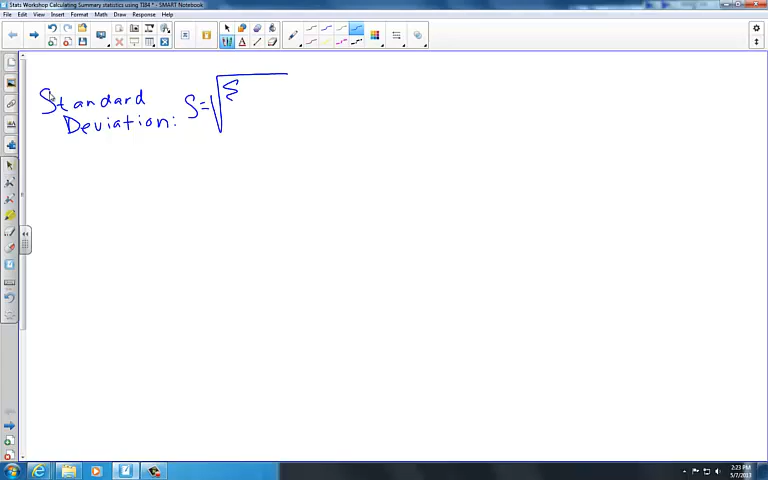 Stats Workshop Calculating Summary statistics using TI84 * - SMART Notebook
File Edit View Insert Format Math Draw Response Help
Standard
Deviation: S=√Σ
2:23 PM
5/7/2013